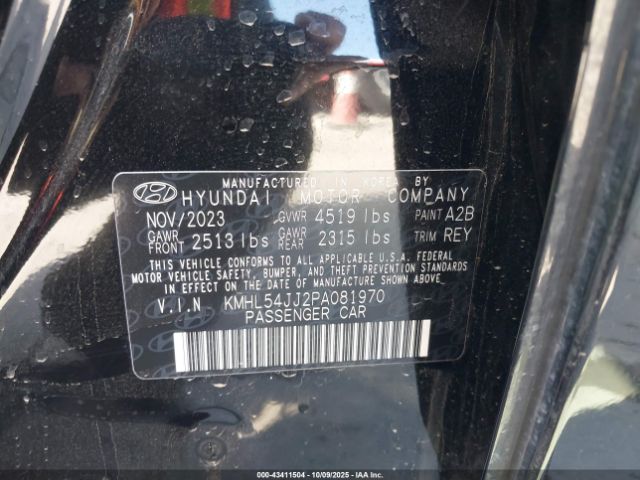 MANUFACTURED IN KOREA BY
HYUNDAI MOTOR COMPANY
NOV/2023 GVWR 4519 lbs PAINT A2B
GAWR FRONT 2513 lbs GAWR REAR 2315 lbs TRIM REY
THIS VEHICLE CONFORMS TO ALL APPLICABLE U.S.A. FEDERAL
MOTOR VEHICLE SAFETY, BUMPER, AND THEFT PREVENTION STANDARDS
IN EFFECT ON THE DATE OF MANUFACTURE SHOWN ABOVE.
V.I.N. KMHL54JJ2PA081970
PASSENGER CAR
000-43411504 | 10/09/2025 - IAA Inc.